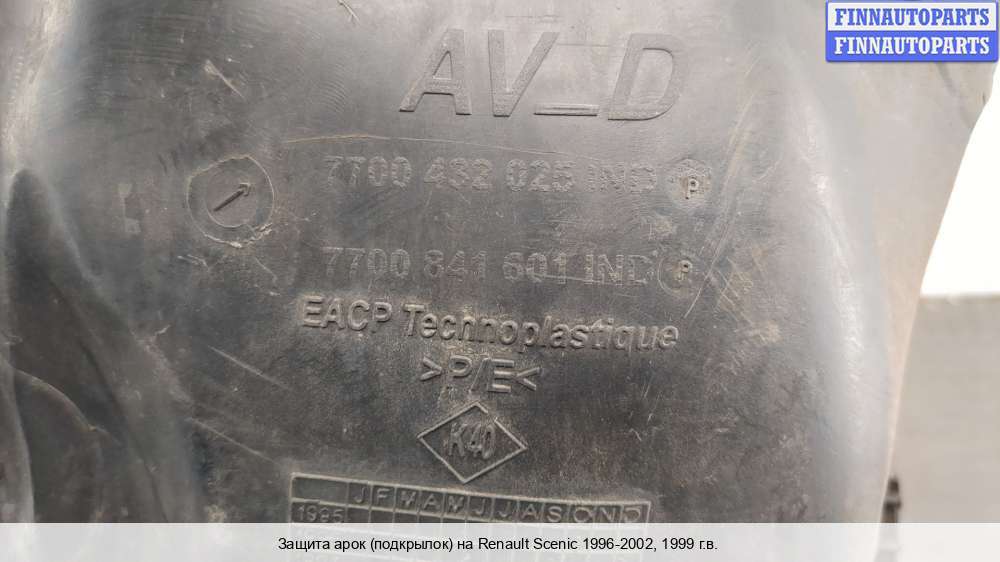 FINNAUTOPARTS
FINNAUTOPARTS
AV_D
7700 432 025 IND P
7700 841 601 IND P
EACP Technoplastique
>P/E<
K40
J F M A M J J A S O N D
1995
Защита арок (подкрылок) на Renault Scenic 1996-2002, 1999 г.в.